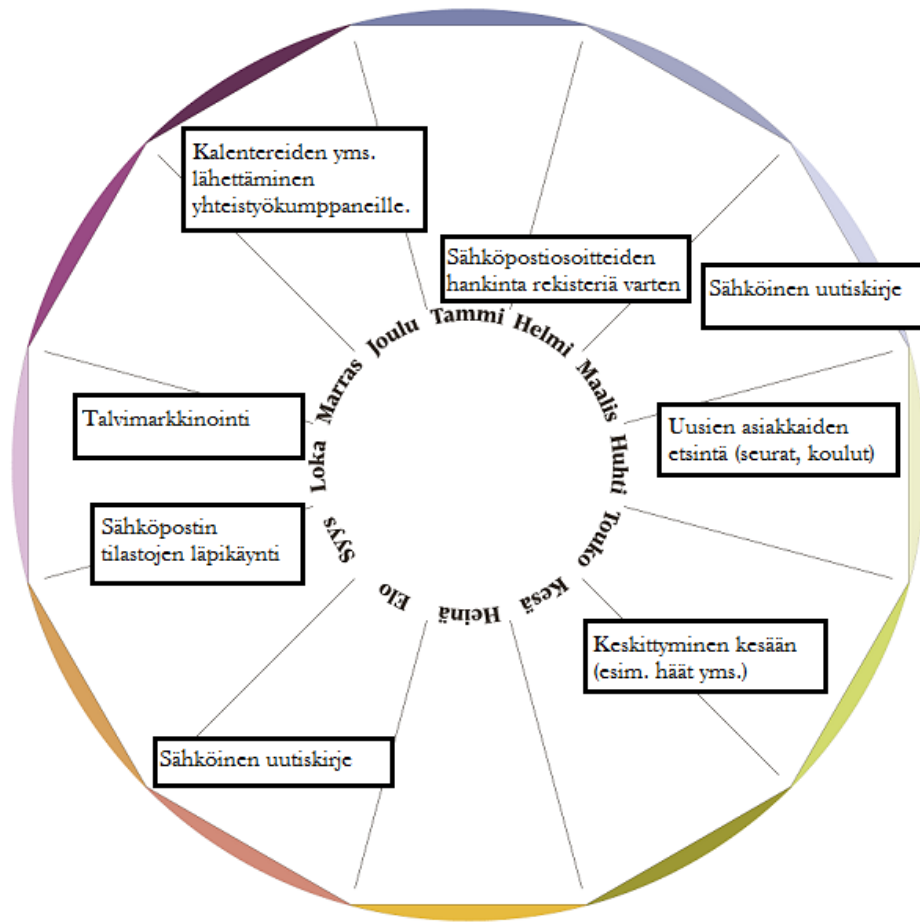 Kalentereiden yms.
lähettäminen
yhteistyökumppaneille.
Sähköpostiosoitteiden
hankinta rekisteriä varten
Sähköinen uutiskirje
Tammi
Helmi
Maalis
Huhti
Touko
Kesä
Heinä
Elo
Syys
Loka
Marras
Joulu
Talvimarkkinointi
Uusien asiakkaiden
etsintä (seurat, koulut)
Sähköpostin
tilastojen läpikäynti
Keskittyminen kesään
(esim. häät yms.)
Sähköinen uutiskirje